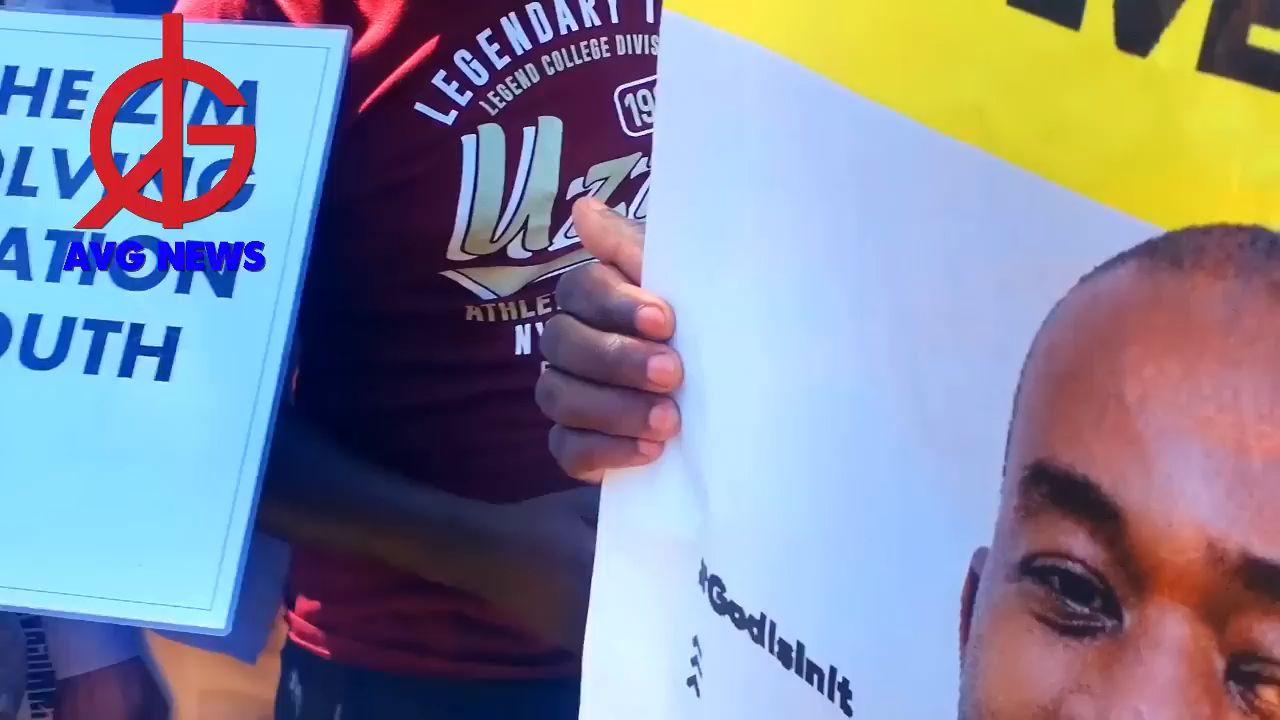 HE ZIM
OLVING
ATION
OUTH
AVG NEWS
LEGENDARY
LEGEND COLLEGE DIVIS
19
Uzz
ATHLE
NY
#GodIsInIt